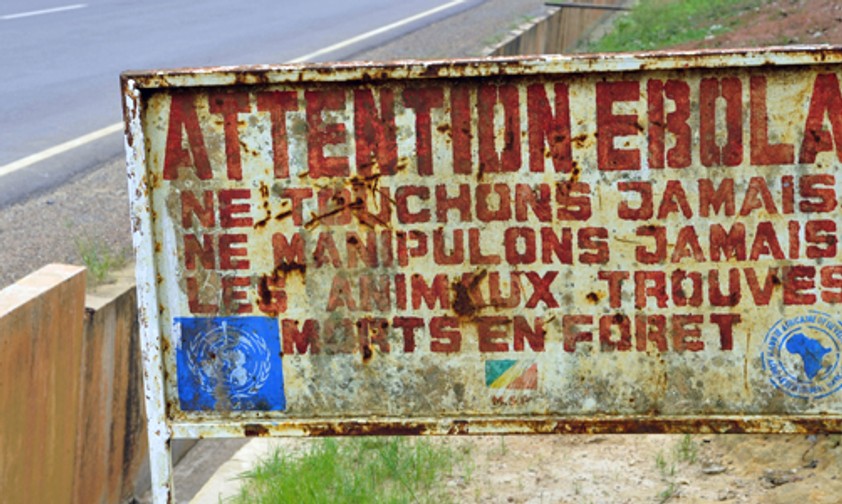 ATTENTION EBOLA
NE TOUCHONS JAMAIS
NE MANIPULONS JAMAIS
LES ANIMAUX TROUVES
MORTS EN FORET